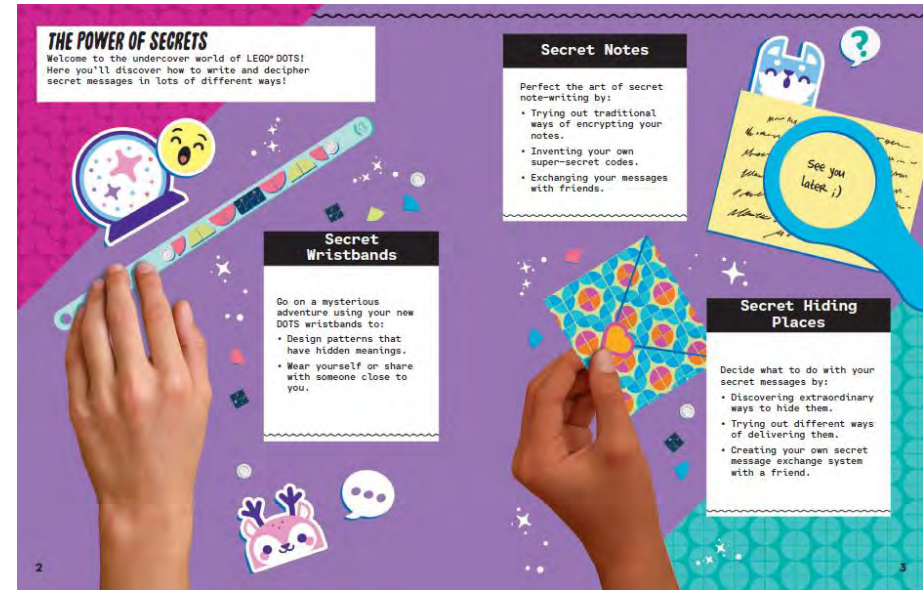 THE POWER OF SECRETS
Welcome to the undercover world of LEGO® DOTS!
Here you'll discover how to write and decipher
secret messages in lots of different ways!
Secret
Wristbands
Go on a mysterious
adventure using your new
DOTS wristbands to:
• Design patterns that
have hidden meanings.
• Wear yourself or share
with someone close to
you.
2
Secret Notes
Perfect the art of secret
note-writing by:
• Trying out traditional
ways of encrypting your
notes.
• Inventing your own
super-secret codes.
• Exchanging your messages
with friends.
?
See you
later ;)
Secret Hiding
Places
Decide what to do with your
secret messages by:
• Discovering extraordinary
ways to hide them.
• Trying out different ways
of delivering them.
• Creating your own secret
message exchange system
with a friend.
3